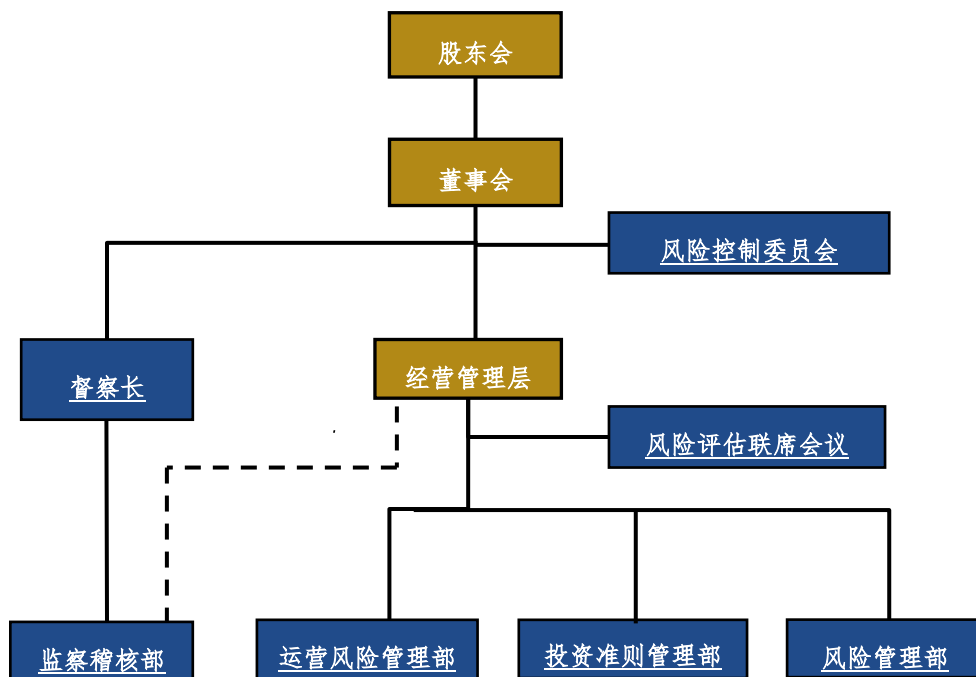 股东会
董事会
风险控制委员会
督察长
经营管理层
风险评估联席会议
监察稽核部
运营风险管理部
投资准则管理部
风险管理部